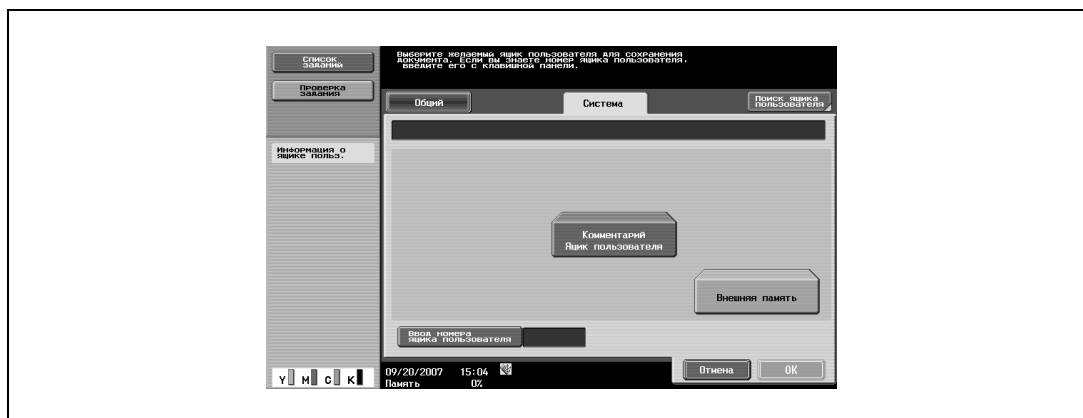 Список
заданий
Проверка
задания
Информация о
ящике польз.
Выберите желаемый ящик пользователя для сохранения
документа. Если вы знаете номер ящика пользователя,
введите его с клавишной панели.
Общий
Система
Поиск ящика
пользователя
Комментарий
Ящик пользователя
Внешняя память
Ввод номера
ящика пользователя
Y M C K
09/20/2007 15:04
Память 0%
Отмена
OK